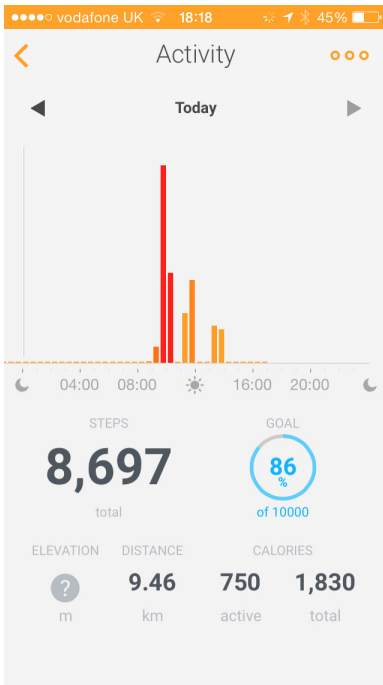 vodafone UK 18:18 45%
Activity
Today
04:00 08:00 16:00 20:00
STEPS GOAL
8,697 86 %
total of 10000
ELEVATION DISTANCE CALORIES
? 9.46 750 1,830
m km active total